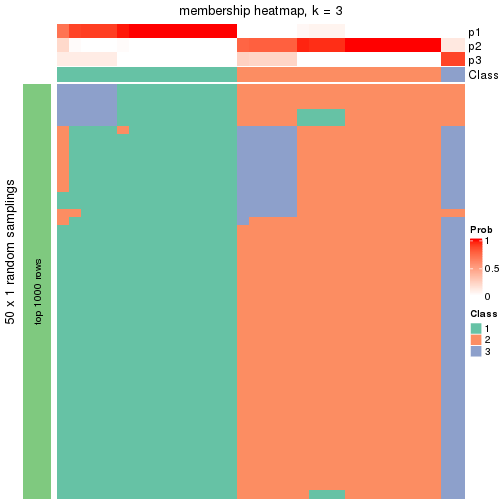 membership heatmap, k = 3
p1
p2
p3
Class
50 x 1 random samplings
top 1000 rows
Prob
1
0.5
0
Class
1
2
3